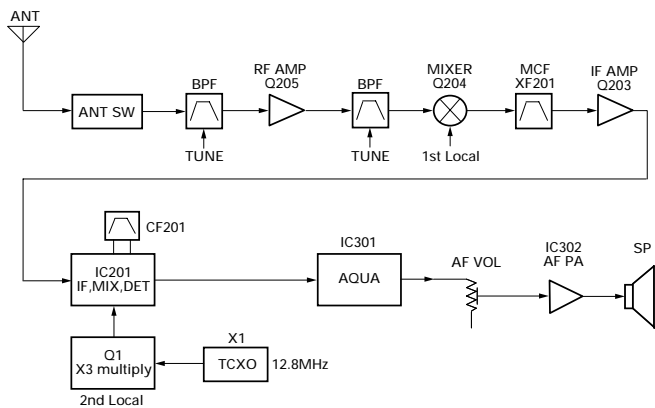 ANT
ANT SW
BPF
TUNE
RF AMP
Q205
BPF
TUNE
MIXER
Q204
1st Local
MCF
XF201
IF AMP
Q203
CF201
IC201
IF,MIX,DET
IC301
AQUA
AF VOL
IC302
AF PA
SP
Q1
X3 multiply
2nd Local
X1
TCXO
12.8MHz